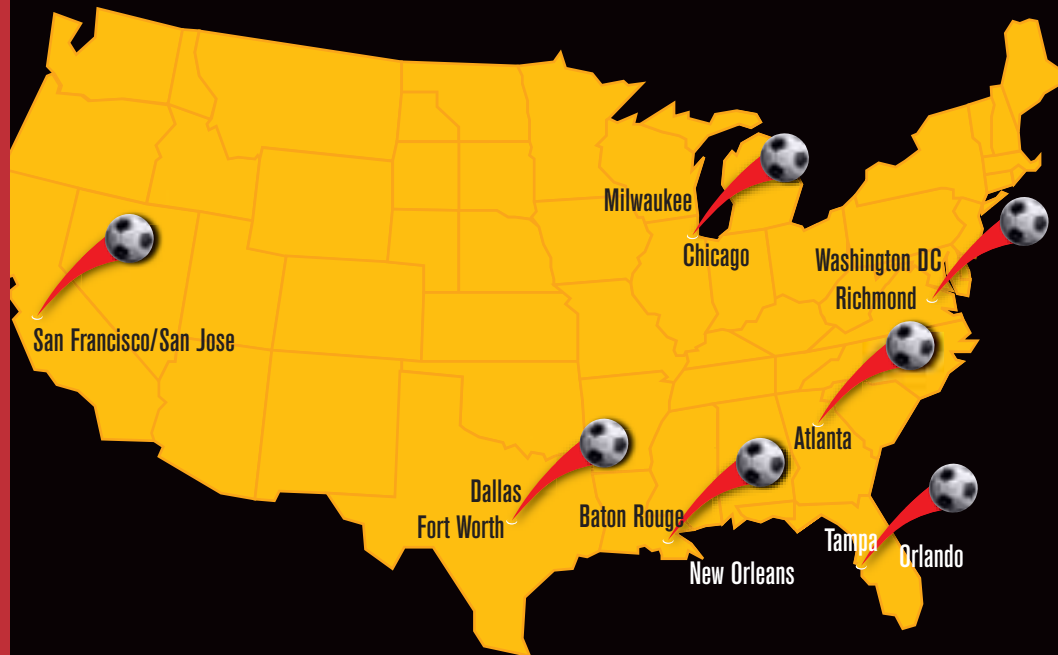 Milwaukee
Chicago
Washington DC
Richmond
San Francisco/San Jose
Atlanta
Dallas
Fort Worth
Baton Rouge
New Orleans
Tampa
Orlando